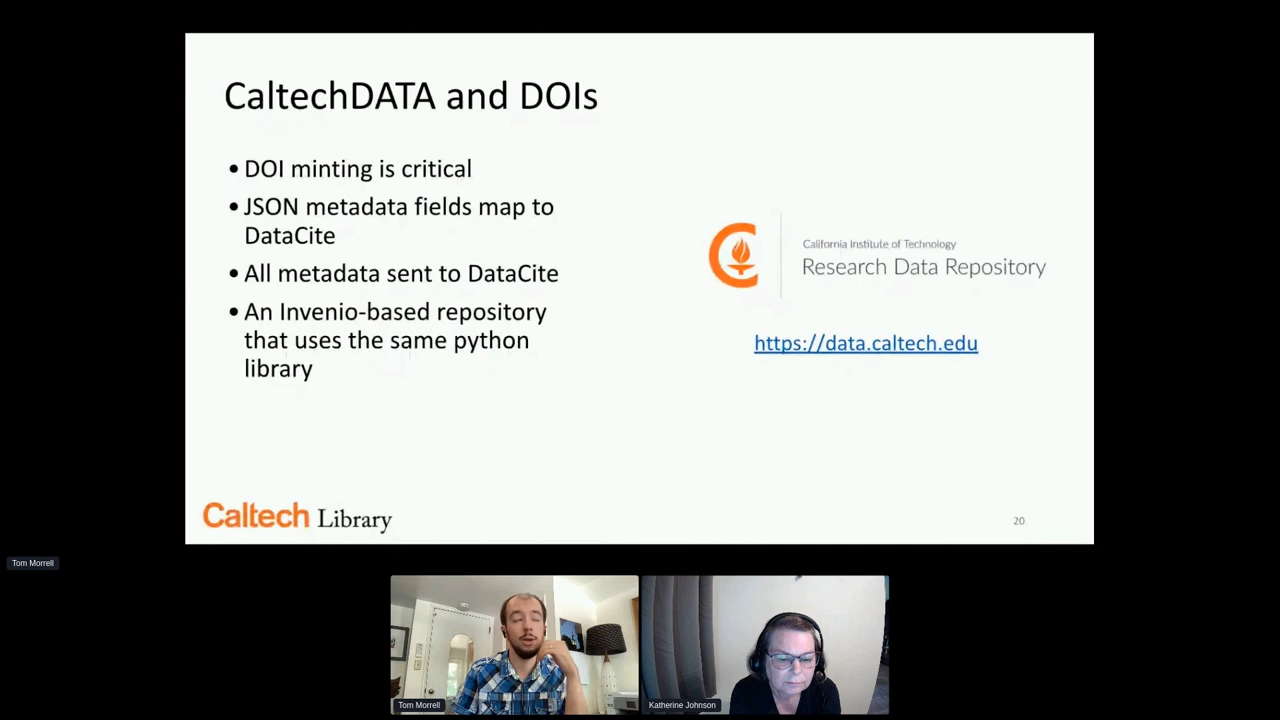 CaltechDATA and DOIs
• DOI minting is critical
• JSON metadata fields map to
DataCite
• All metadata sent to DataCite
• An Invenio-based repository
that uses the same python
library
California Institute of Technology
Research Data Repository
https://data.caltech.edu
Caltech Library
20
Tom Morrell
Tom Morrell
Katherine Johnson